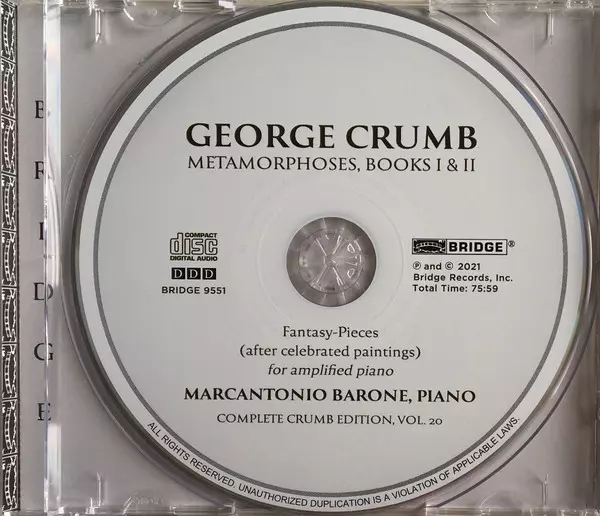 B
R
I
D
G
E
GEORGE CRUMB
METAMORPHOSES, BOOKS I & II
COMPACT
disc
DIGITAL AUDIO
DDD
BRIDGE 9551
BRIDGE®
℗ and © 2021
Bridge Records, Inc.
Total Time: 75:59
Fantasy-Pieces
(after celebrated paintings)
for amplified piano
MARCANTONIO BARONE, PIANO
COMPLETE CRUMB EDITION, VOL. 20
ALL RIGHTS RESERVED. UNAUTHORIZED DUPLICATION IS A VIOLATION OF APPLICABLE LAWS.